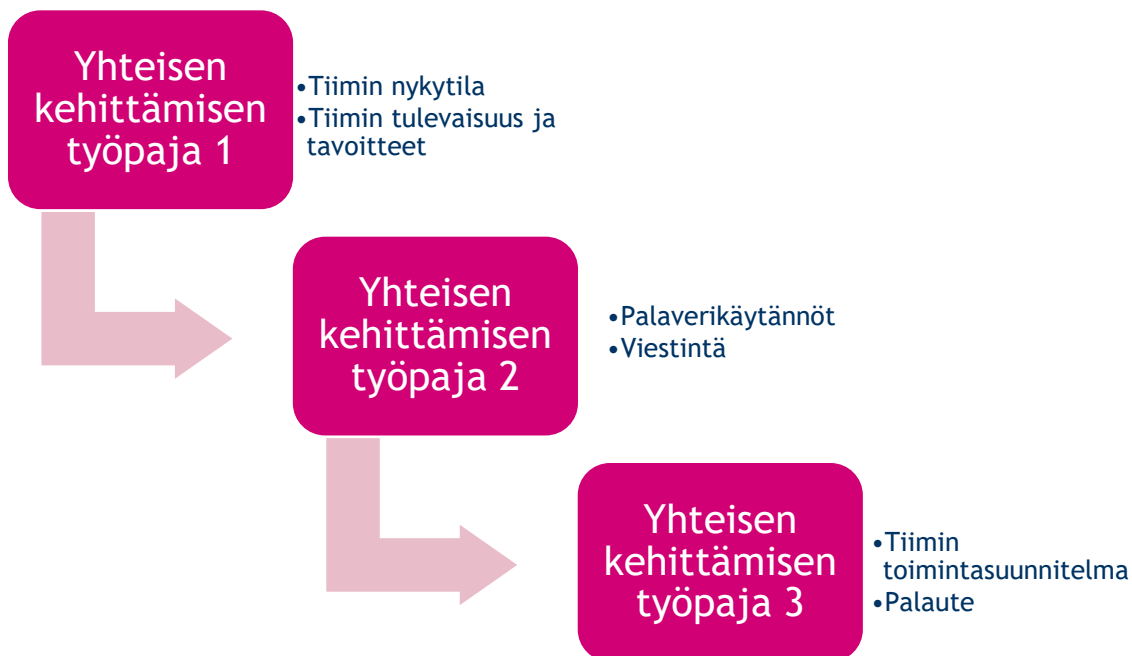 Yhteisen
kehittämisen
työpaja 1
•Tiimin nykytila
•Tiimin tulevaisuus ja
tavoitteet
Yhteisen
kehittämisen
työpaja 2
•Palaverikäytännöt
•Viestintä
Yhteisen
kehittämisen
työpaja 3
•Tiimin
toimintasuunnitelma
•Palaute